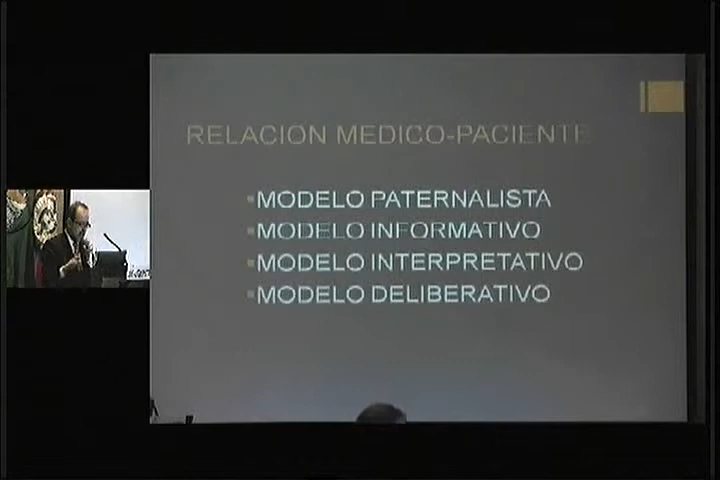 RELACION MEDICO-PACIENTE
▪MODELO PATERNALISTA
▪MODELO INFORMATIVO
▪MODELO INTERPRETATIVO
▪MODELO DELIBERATIVO